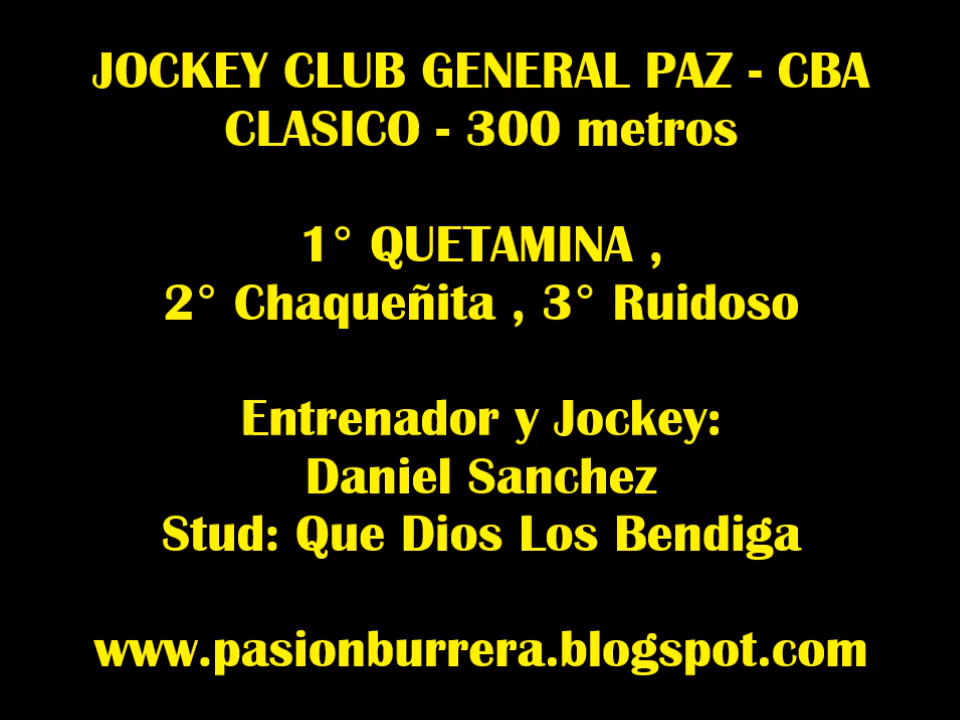 JOCKEY CLUB GENERAL PAZ - CBA
CLASICO - 300 metros
1° QUETAMINA ,
2° Chaqueñita , 3° Ruidoso
Entrenador y Jockey:
Daniel Sanchez
Stud: Que Dios Los Bendiga
www.pasionburrera.blogspot.com